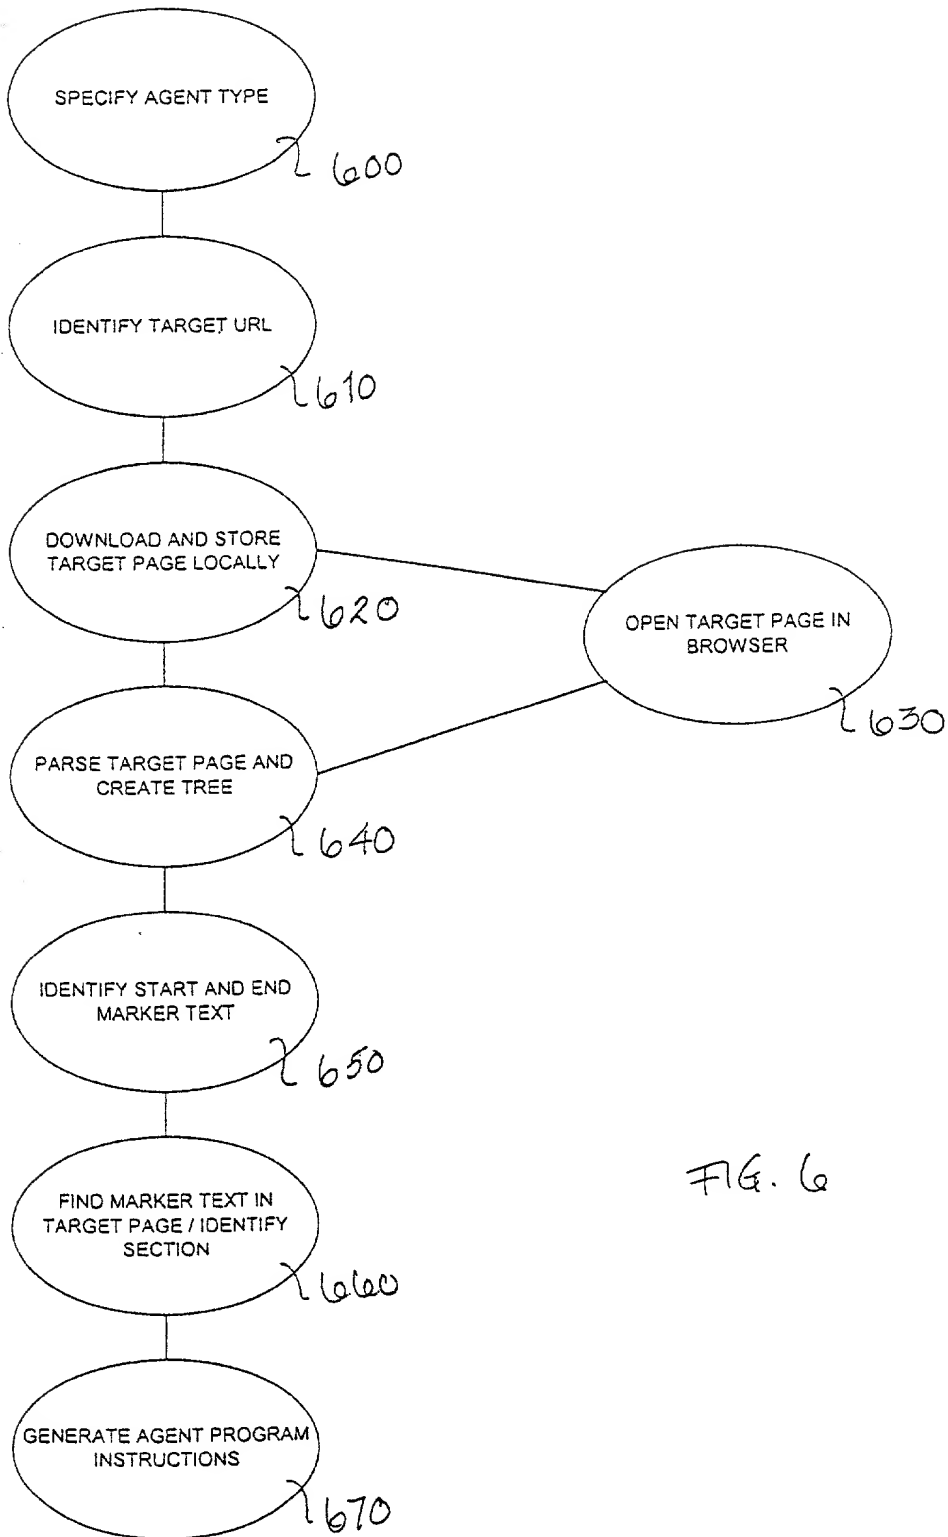 SPECIFY AGENT TYPE
600
IDENTIFY TARGET URL
610
DOWNLOAD AND STORE
TARGET PAGE LOCALLY
620
OPEN TARGET PAGE IN
BROWSER
630
PARSE TARGET PAGE AND
CREATE TREE
640
IDENTIFY START AND END
MARKER TEXT
650
FIND MARKER TEXT IN
TARGET PAGE / IDENTIFY
SECTION
660
FIG. 6
GENERATE AGENT PROGRAM
INSTRUCTIONS
670